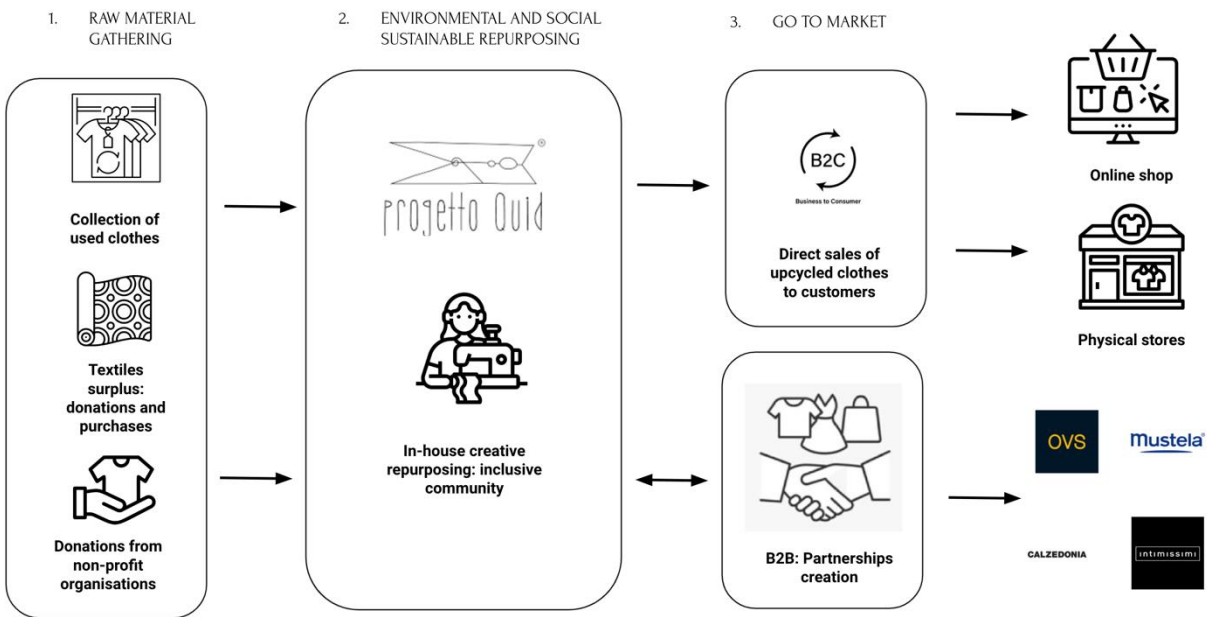 1. RAW MATERIAL
GATHERING
2. ENVIRONMENTAL AND SOCIAL
SUSTAINABLE REPURPOSING
3. GO TO MARKET
Collection of
used clothes
Textiles
surplus:
donations and
purchases
Donations from
non-profit
organisations
®
progetto Quid
In-house creative
repurposing: inclusive
community
B2C
Business to Consumer
Direct sales of
upcycled clothes
to customers
B2B: Partnerships
creation
Online shop
Physical stores
OVS
Mustela®
CALZEDONIA
intimissimi